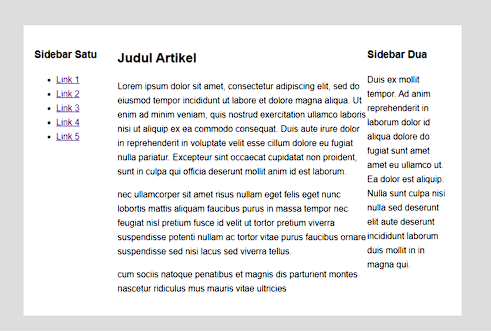 Sidebar Satu
Link 1
Link 2
Link 3
Link 4
Link 5
Judul Artikel
Lorem ipsum dolor sit amet, consectetur adipiscing elit, sed do
eiusmod tempor incididunt ut labore et dolore magna aliqua. Ut
enim ad minim veniam, quis nostrud exercitation ullamco laboris
nisi ut aliquip ex ea commodo consequat. Duis aute irure dolor
in reprehenderit in voluptate velit esse cillum dolore eu fugiat
nulla pariatur. Excepteur sint occaecat cupidatat non proident,
sunt in culpa qui officia deserunt mollit anim id est laborum.
nec ullamcorper sit amet risus nullam eget felis eget nunc
lobortis mattis aliquam faucibus purus in massa tempor nec
feugiat nisl pretium fusce id velit ut tortor pretium viverra
suspendisse potenti nullam ac tortor vitae purus faucibus ornare
suspendisse sed nisi lacus sed viverra tellus.
cum sociis natoque penatibus et magnis dis parturient montes
nascetur ridiculus mus mauris vitae ultricies
Sidebar Dua
Duis ex mollit
tempor. Ad anim
reprehenderit in
laborum dolor id
aliqua dolore do
fugiat sunt amet
amet eu ullamco ut.
Ea dolor est aliquip.
Nulla sunt culpa nisi
nulla sed deserunt
elit aute deserunt
incididunt laborum
duis mollit in in
magna qui.